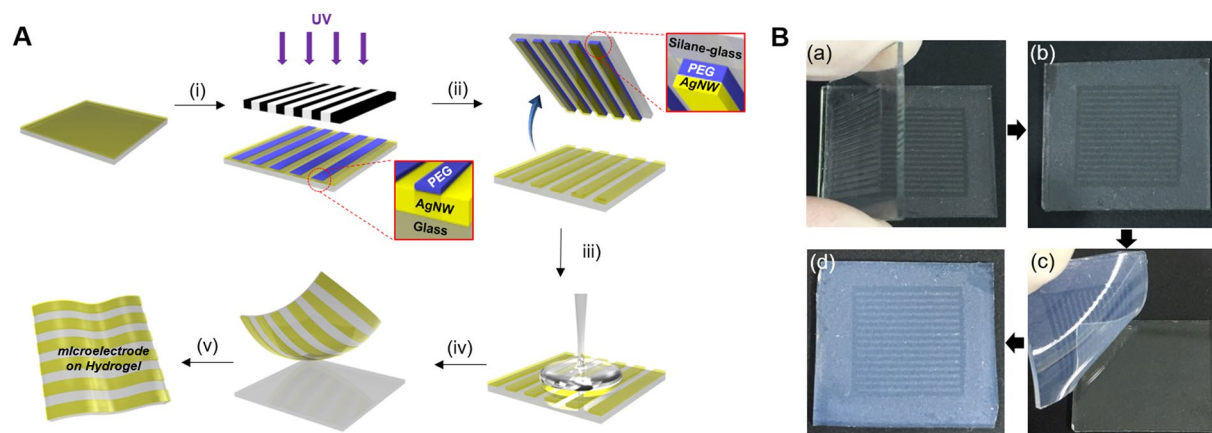 A
UV
(i)
(ii)
Silane-glass
PEG
AgNW
PEG
AgNW
Glass
iii)
(iv)
(v)
mIcroelectrode
on Hydrogel
B
(a)
(b)
(c)
(d)